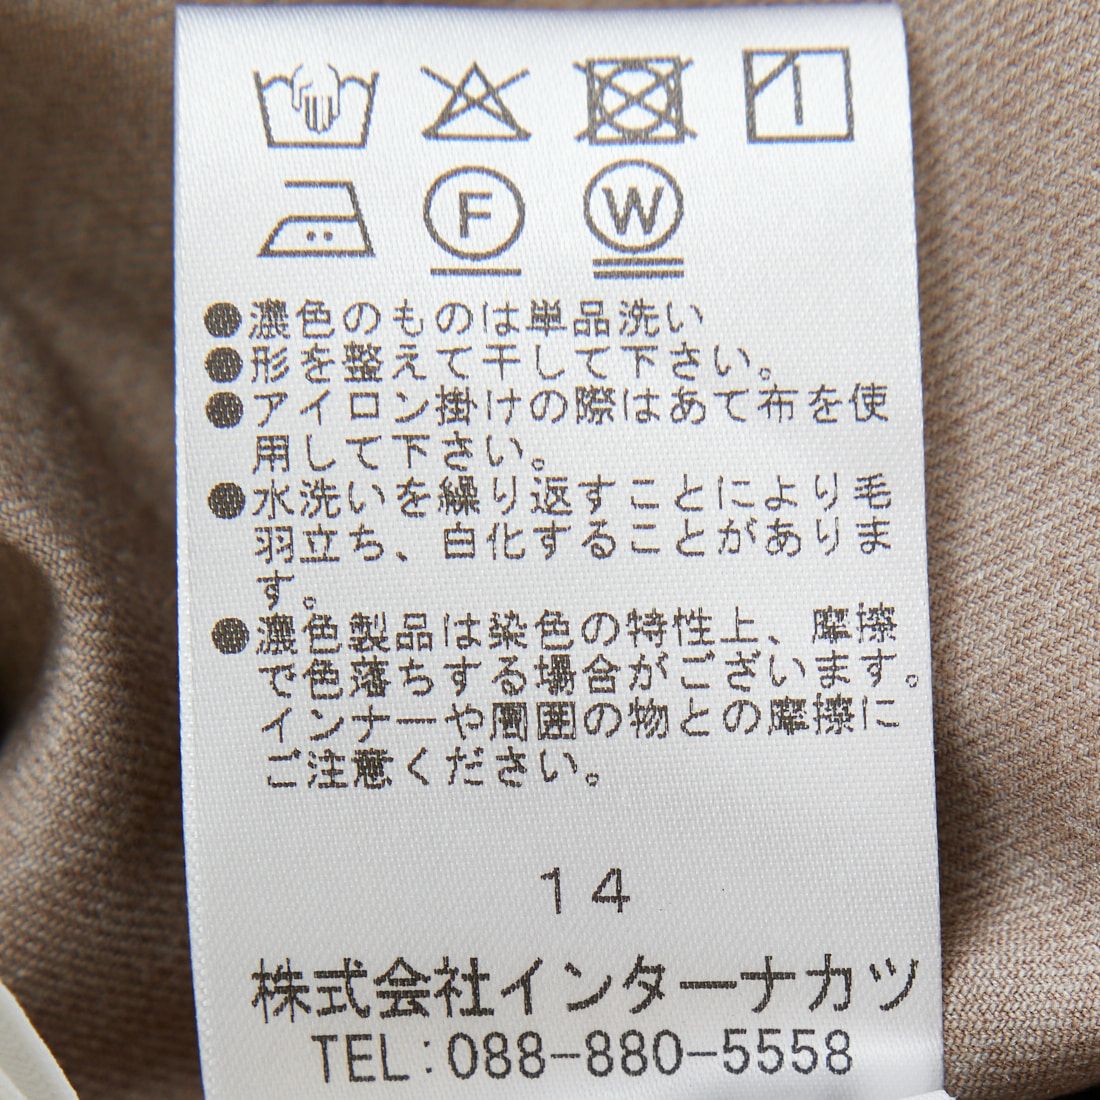 F W
●濃色のものは単品洗い
●形を整えて干して下さい。
●アイロン掛けの際はあて布を使
用して下さい。
●水洗いを繰り返すことにより毛
羽立ち、白化することがありま
す。
●濃色製品は染色の特性上、摩擦
で色落ちする場合がございます。
インナーや周囲の物との摩擦に
ご注意ください。
14
株式会社インターナカツ
TEL:088-880-5558